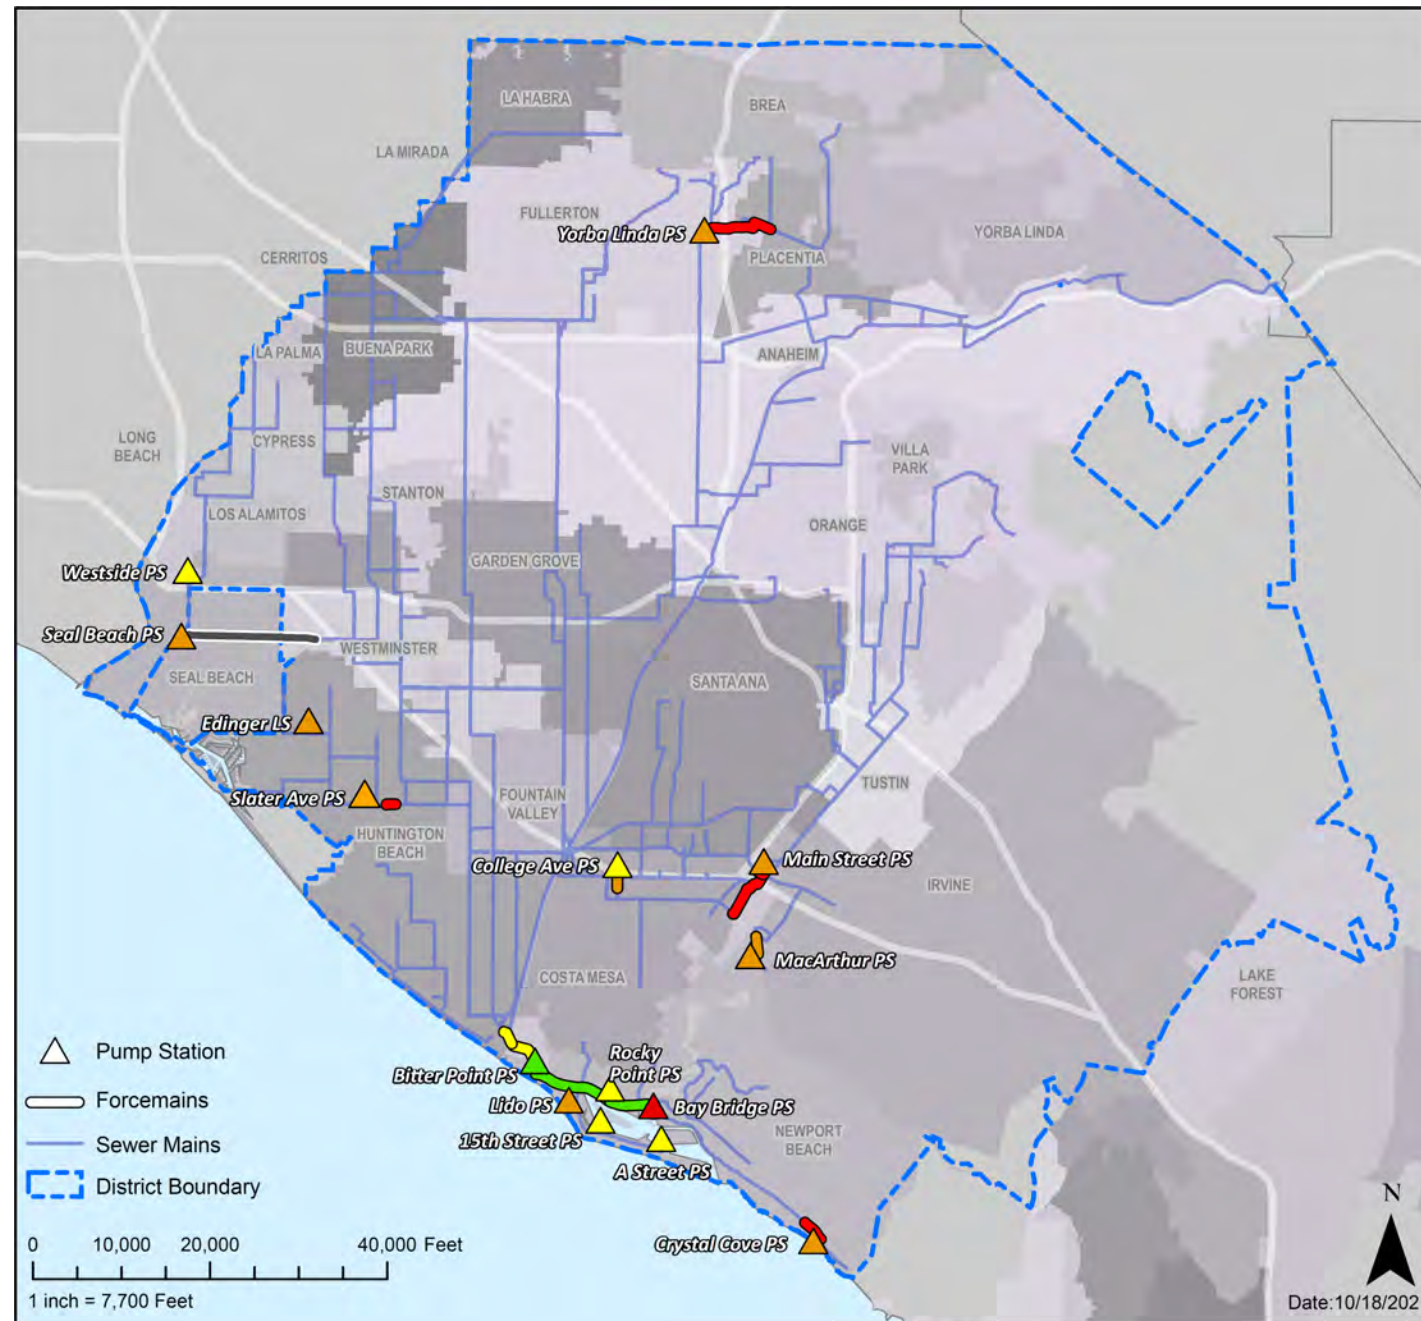 LA HABRA
BREA
LA MIRADA
FULLERTON
Yorba Linda PS
YORBA LINDA
CERRITOS
PLACENTIA
LA PALMA
BUENA PARK
ANAHEIM
LONG
BEACH
CYPRESS
VILLA
PARK
STANTON
LOS ALAMITOS
ORANGE
GARDEN GROVE
Westside PS
Seal Beach PS
WESTMINSTER
SEAL BEACH
SANTA ANA
Edinger LS
TUSTIN
Slater Ave PS
FOUNTAIN
VALLEY
HUNTINGTON
BEACH
College Ave PS
Main Street PS
IRVINE
MacArthur PS
COSTA MESA
LAKE
FOREST
Rocky
Point PS
Bitter Point PS
Lido PS
Bay Bridge PS
15th Street PS
NEWPORT
BEACH
A Street PS
Crystal Cove PS
Pump Station
Forcemains
Sewer Mains
District Boundary
0 10,000 20,000 40,000 Feet
1 inch = 7,700 Feet
N
Date:10/18/202